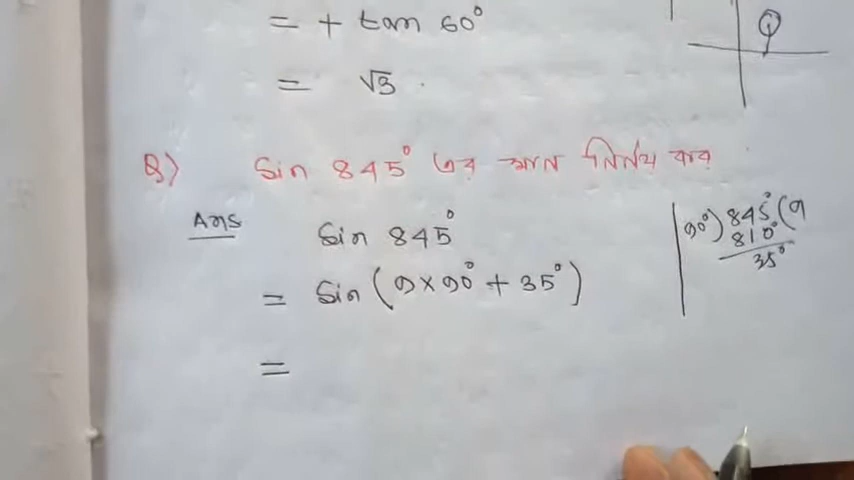 = + tan 60°
= √3
Q) Sin 845° এর মান নির্ণয় কর
Ans Sin 845°
90°) 845° (9
810°
35°
= Sin (9×90° + 35°)
=